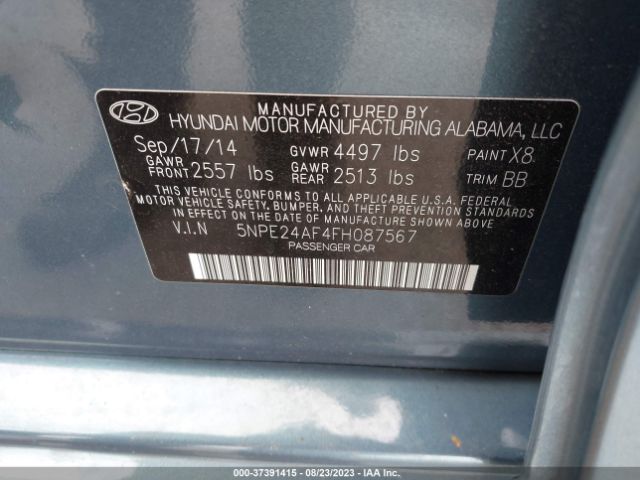 MANUFACTURED BY
HYUNDAI MOTOR MANUFACTURING ALABAMA, LLC
Sep/17/14 GVWR 4497 lbs PAINT X8
GAWR FRONT 2557 lbs GAWR REAR 2513 lbs TRIM BB
THIS VEHICLE CONFORMS TO ALL APPLICABLE U.S.A FEDERAL
MOTOR VEHICLE SAFETY, BUMPER, AND THEFT PREVENTION
STANDARDS IN EFFECT ON THE DATE OF MANUFACTURE SHOWN ABOVE.
V.I.N 5NPE24AF4FH087567
PASSENGER CAR
000-37391415 - 08/23/2023 - IAA Inc.